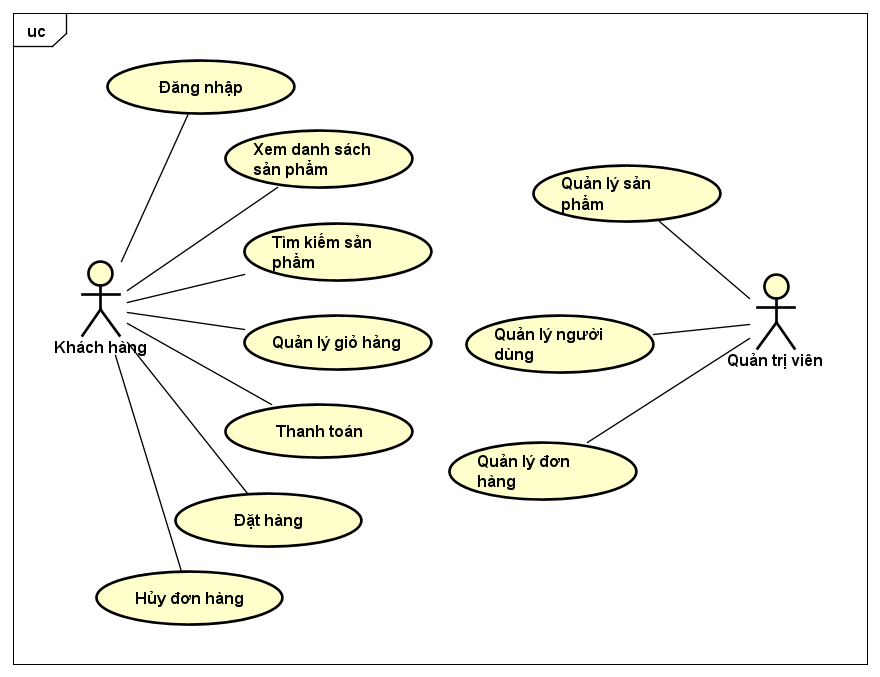 uc
Đăng nhập
Xem danh sách
sản phẩm
Tìm kiếm sản
phẩm
Quản lý giỏ hảng
Thanh toán
Đặt hàng
Hủy đơn hàng
Khách hàng
Quản lý sản
phẩm
Quản lý người
dùng
Quản lý đơn
hàng
Quản trị viên